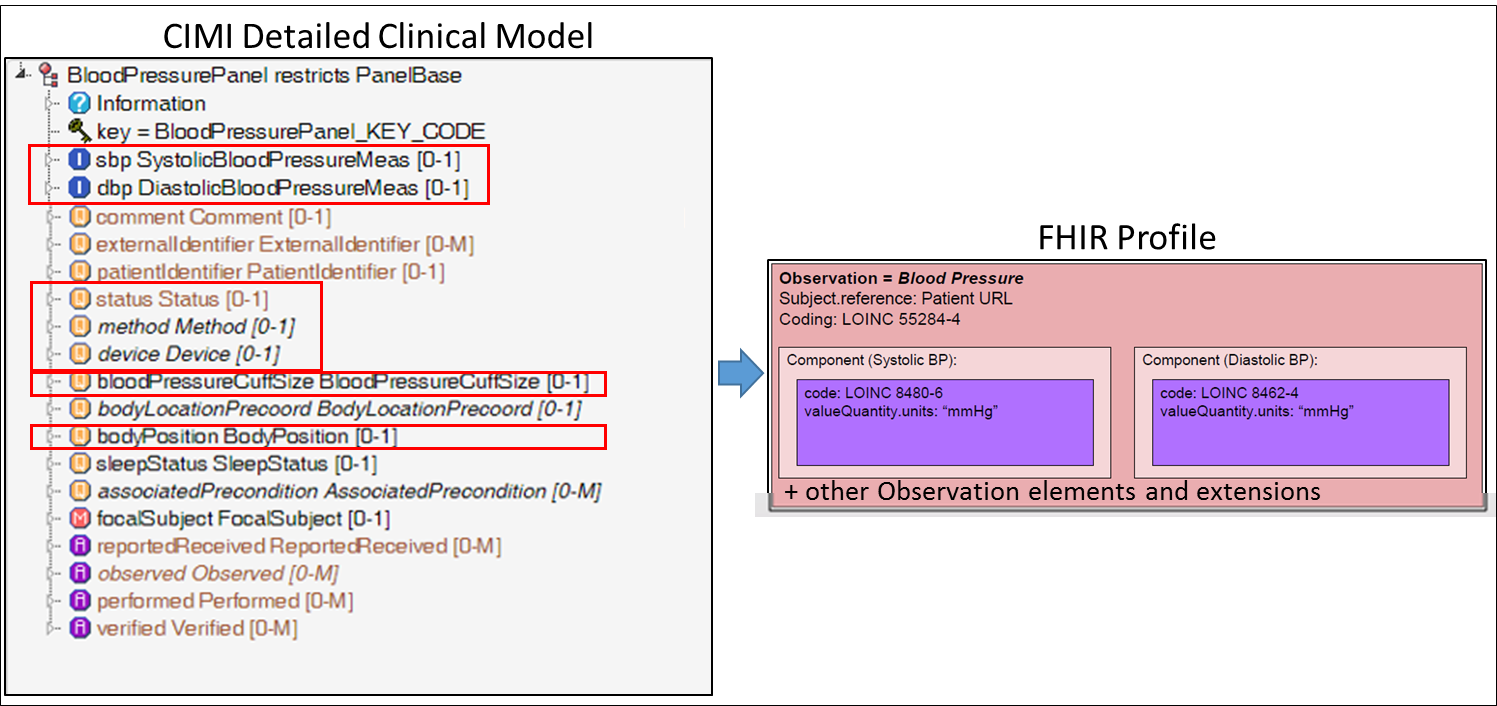 CIMI Detailed Clinical Model
BloodPressurePanel restricts PanelBase
Information
key = BloodPressurePanel_KEY_CODE
sbp SystolicBloodPressureMeas [0-1]
dbp DiastolicBloodPressureMeas [0-1]
comment Comment [0-1]
externalIdentifier ExternalIdentifier [0-M]
patientIdentifier PatientIdentifier [0-1]
status Status [0-1]
method Method [0-1]
device Device [0-1]
bloodPressureCuffSize BloodPressureCuffSize [0-1]
bodyLocationPrecoord BodyLocationPrecoord [0-1]
bodyPosition BodyPosition [0-1]
sleepStatus SleepStatus [0-1]
associatedPrecondition AssociatedPrecondition [0-M]
focalSubject FocalSubject [0-1]
reportedReceived ReportedReceived [0-M]
observed Observed [0-M]
performed Performed [0-M]
verified Verified [0-M]
FHIR Profile
Observation = Blood Pressure
Subject.reference: Patient URL
Coding: LOINC 55284-4
Component (Systolic BP):
code: LOINC 8480-6
valueQuantity.units: “mmHg”
Component (Diastolic BP):
code: LOINC 8462-4
valueQuantity.units: “mmHg”
+ other Observation elements and extensions